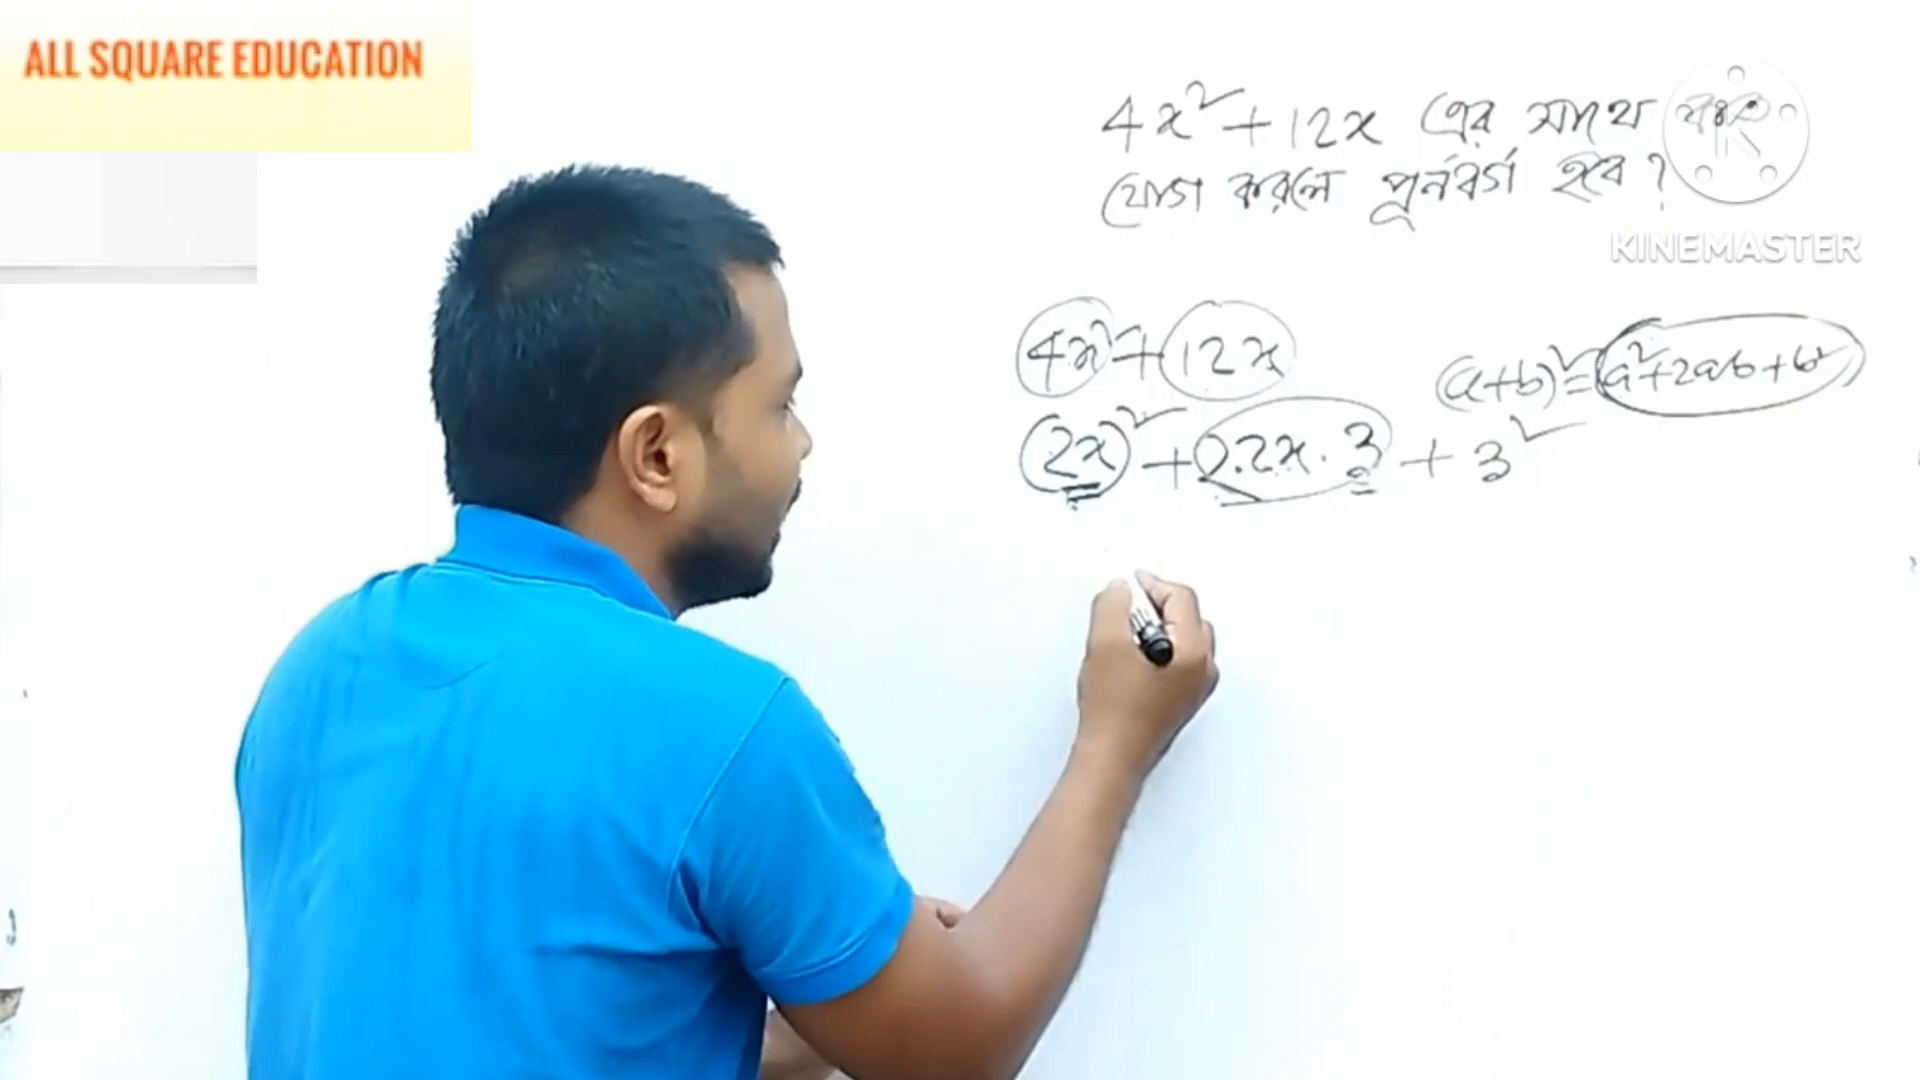 ALL SQUARE EDUCATION
4x² + 12x এর সাথে কত
যোগ করলে পূর্নবর্গ হবে ?
KINEMASTER
4x² + 12x
(a+b)² = a²+2ab+b²
(2x)² + 2.2x.3 + 3²